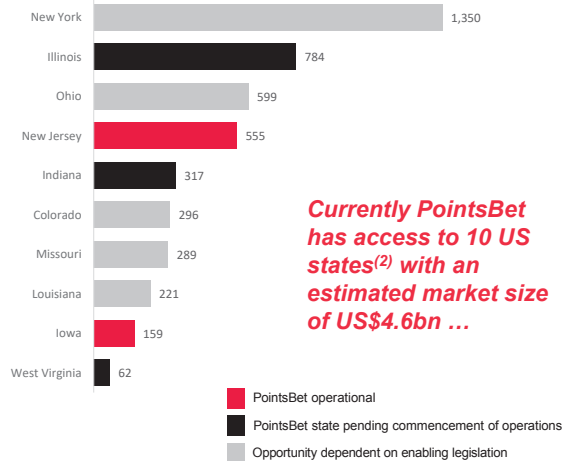 New York 1,350
Illinois 784
Ohio 599
New Jersey 555
Indiana 317
Colorado 296
Missouri 289
Louisiana 221
Iowa 159
West Virginia 62
Currently PointsBet
has access to 10 US
states(2) with an
estimated market size
of US$4.6bn …
PointsBet operational
PointsBet state pending commencement of operations
Opportunity dependent on enabling legislation